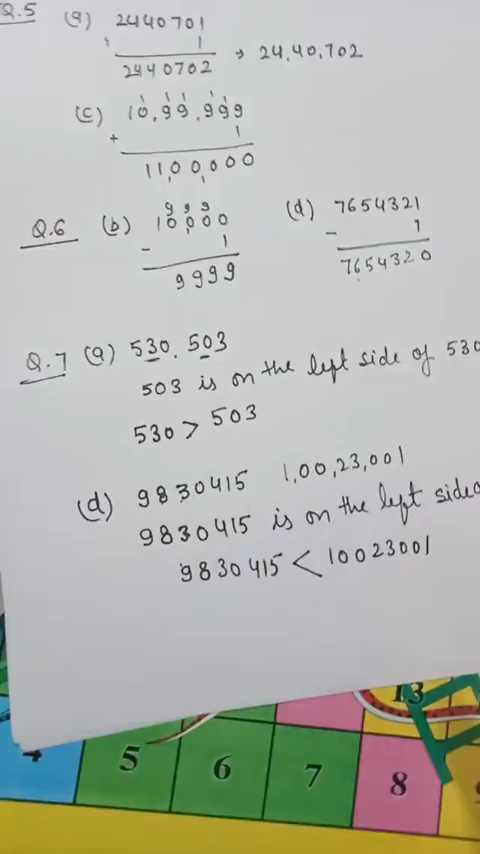 Q.5 (a) 2440701
+ 1
2440702 → 24,40,702
(c) 10,99,999
+ 1
11,00,000
Q.6 (b) 10,000
- 1
9999
(d) 7654321
- 1
7654320
Q.7 (a) 530, 503
503 is on the left side of 530
530 > 503
(d) 9830415 1,00,23,001
9830415 is on the left side
9830415 < 10023001
13
4 5 6 7 8